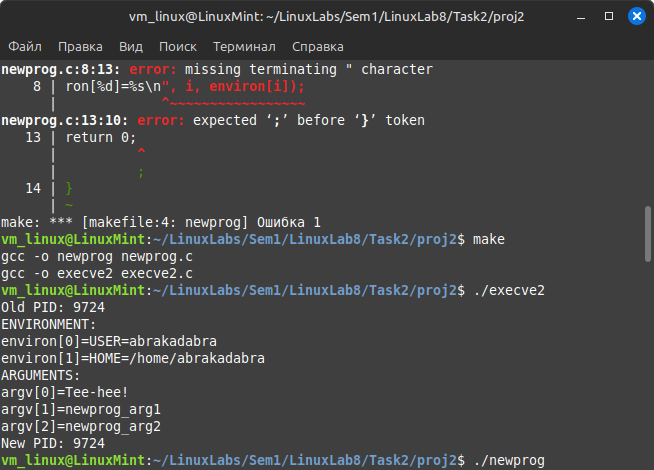 vm_linux@LinuxMint: ~/LinuxLabs/Sem1/LinuxLab8/Task2/proj2
Файл Правка Вид Поиск Терминал Справка
newprog.c:8:13: error: missing terminating " character
    8 | ron[%d]=%s\n", i, environ[i]);
      |             ^~~~~~~~~~~~~~~~~~
newprog.c:13:10: error: expected ‘;’ before ‘}’ token
   13 | return 0;
      |          ^
      |          ;
   14 | }
      | ~
make: *** [makefile:4: newprog] Ошибка 1
vm_linux@LinuxMint:~/LinuxLabs/Sem1/LinuxLab8/Task2/proj2$ make
gcc -o newprog newprog.c
gcc -o execve2 execve2.c
vm_linux@LinuxMint:~/LinuxLabs/Sem1/LinuxLab8/Task2/proj2$ ./execve2
Old PID: 9724
ENVIRONMENT:
environ[0]=USER=abrakadabra
environ[1]=HOME=/home/abrakadabra
ARGUMENTS:
argv[0]=Tee-hee!
argv[1]=newprog_arg1
argv[2]=newprog_arg2
New PID: 9724
vm_linux@LinuxMint:~/LinuxLabs/Sem1/LinuxLab8/Task2/proj2$ ./newprog